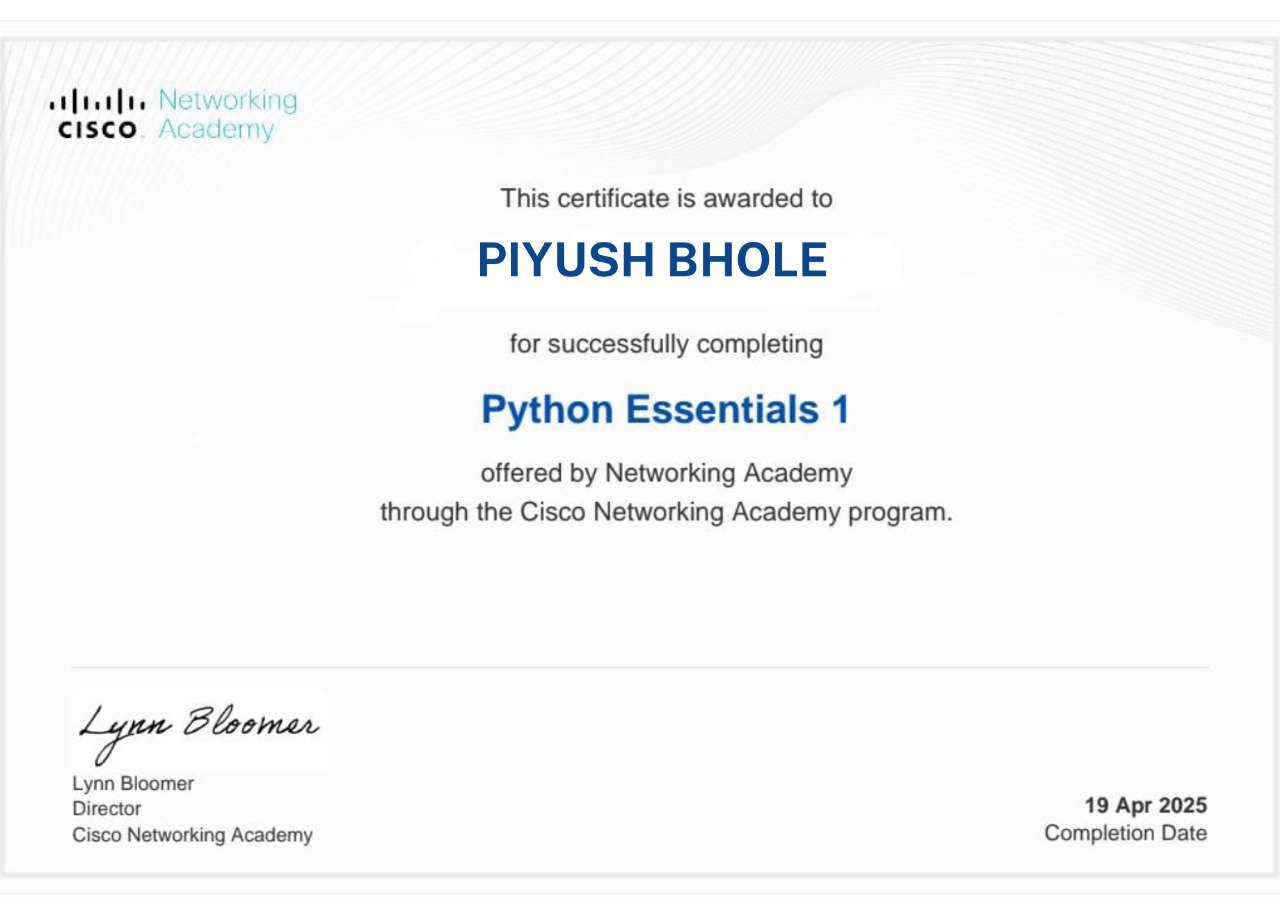 CISCO Networking Academy
This certificate is awarded to
PIYUSH BHOLE
for successfully completing
Python Essentials 1
offered by Networking Academy
through the Cisco Networking Academy program.
Lynn Bloomer
Lynn Bloomer
Director
Cisco Networking Academy
19 Apr 2025
Completion Date